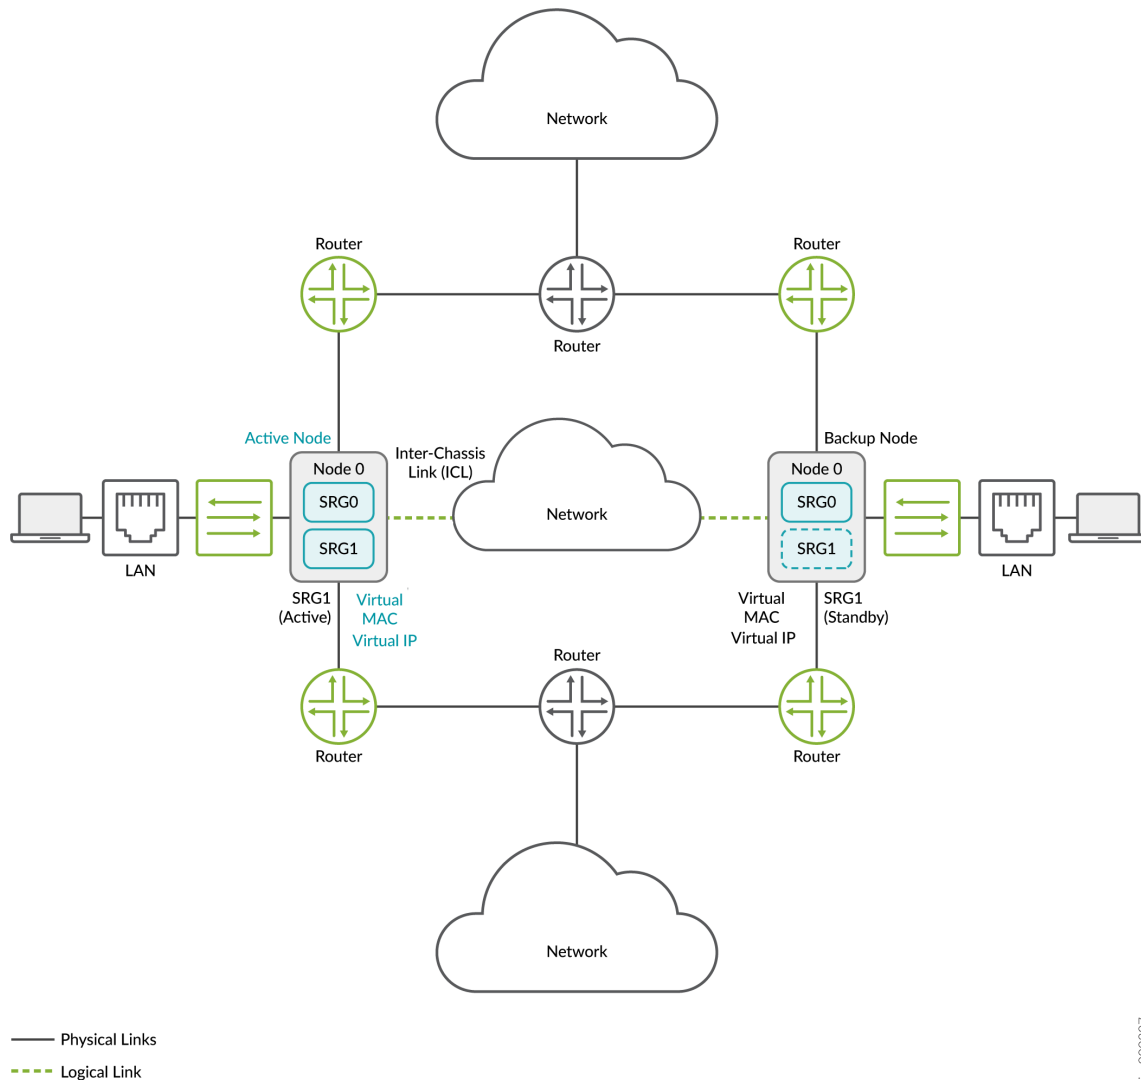 Network
Router
Router
Router
Active Node
Backup Node
Inter-Chassis
Link (ICL)
Node 0
SRG0
SRG1
Network
Node 0
SRG0
SRG1
LAN
LAN
SRG1
(Active)
Virtual
MAC
Virtual IP
Virtual
MAC
Virtual IP
SRG1
(Standby)
Router
Router
Router
Network
Physical Links
Logical Link